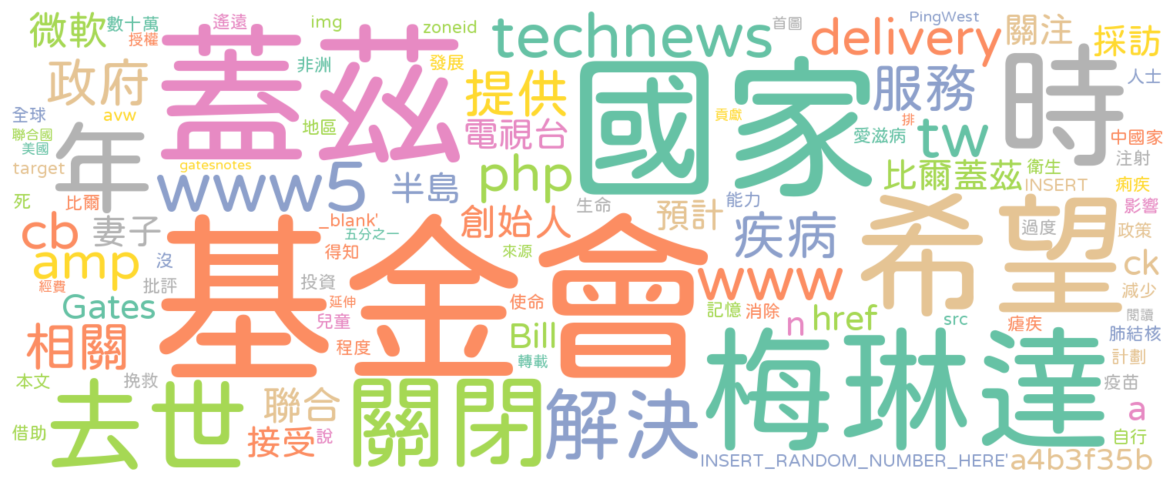 微軟
數十萬
授權
遙遠
img
zoneid
technews
首圖
PingWest
delivery
關注
採訪
政府
蓋茲
非洲
發展
提供
國家
服務
時
人士
全球
avw
聯合國
美國
target
年
地區
電視台
貢獻
愛滋病
排
tw
中國家
注射
gatesnotes
www5
半島
php
比爾蓋茲
衛生
INSERT
痢疾
死
比爾
_blank'
五分之一
創始人
生命
能力
預計
影響
cb
妻子
得知
疾病
希望
過度
政策
沒
amp
經費
批評
基金會
來源
www
ck
減少
投資
延伸
使命
Gates
兒童
Bill
記憶
消除
n
href
src
瘧疾
閱讀
肺結核
相關
程度
轉載
梅琳達
計劃
本文
挽救
去世
聯合
關閉
解決
疫苗
a
借助
接受
說
自行
INSERT_RANDOM_NUMBER_HERE'
a4b3f35b